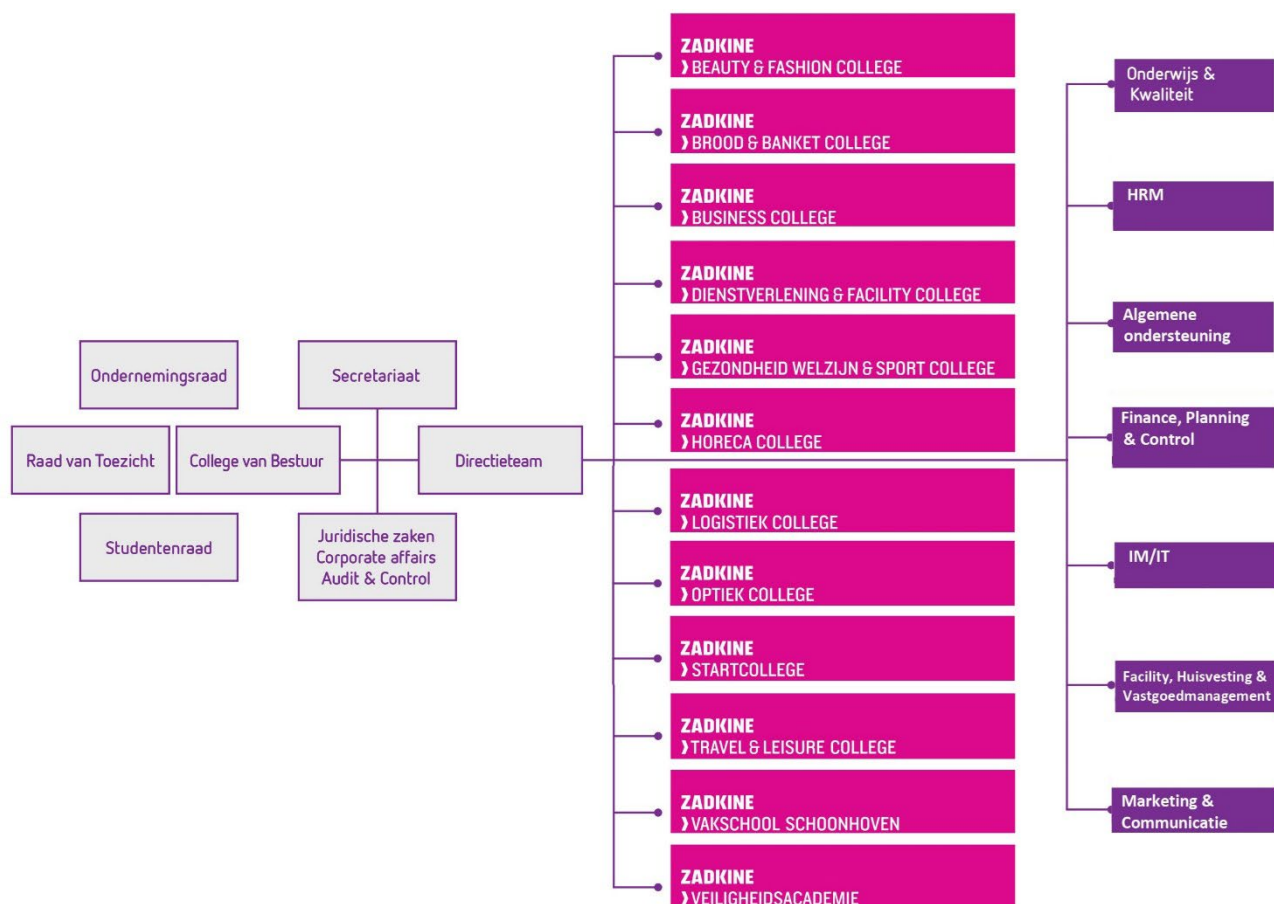 Ondernemingsraad
Secretariaat
Raad van Toezicht
College van Bestuur
Directieteam
Studentenraad
Juridische zaken
Corporate affairs
Audit & Control
ZADKINE
❱ BEAUTY & FASHION COLLEGE
ZADKINE
❱ BROOD & BANKET COLLEGE
ZADKINE
❱ BUSINESS COLLEGE
ZADKINE
❱ DIENSTVERLENING & FACILITY COLLEGE
ZADKINE
❱ GEZONDHEID WELZIJN & SPORT COLLEGE
ZADKINE
❱ HORECA COLLEGE
ZADKINE
❱ LOGISTIEK COLLEGE
ZADKINE
❱ OPTIEK COLLEGE
ZADKINE
❱ STARTCOLLEGE
ZADKINE
❱ TRAVEL & LEISURE COLLEGE
ZADKINE
❱ VAKSCHOOL SCHOONHOVEN
ZADKINE
❱ VEILIGHEIDSACADEMIE
Onderwijs &
Kwaliteit
HRM
Algemene
ondersteuning
Finance, Planning
& Control
IM/IT
Facility, Huisvesting &
Vastgoedmanagement
Marketing &
Communicatie